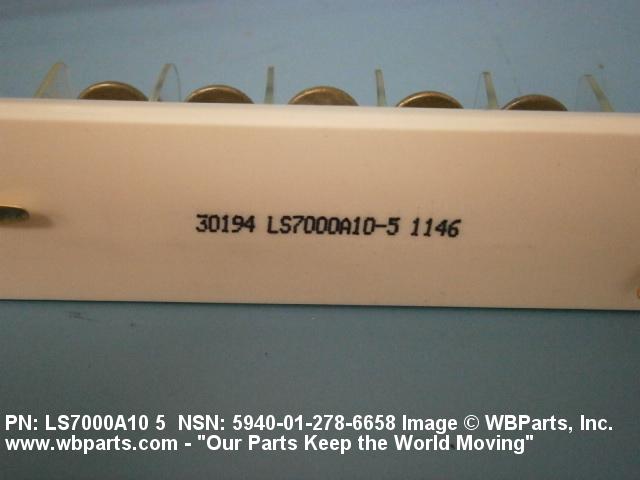 30194 LS7000A10-5 1146
PN: LS7000A10 5 NSN: 5940-01-278-6658 Image © WBParts, Inc.
www.wbparts.com - "Our Parts Keep the World Moving"